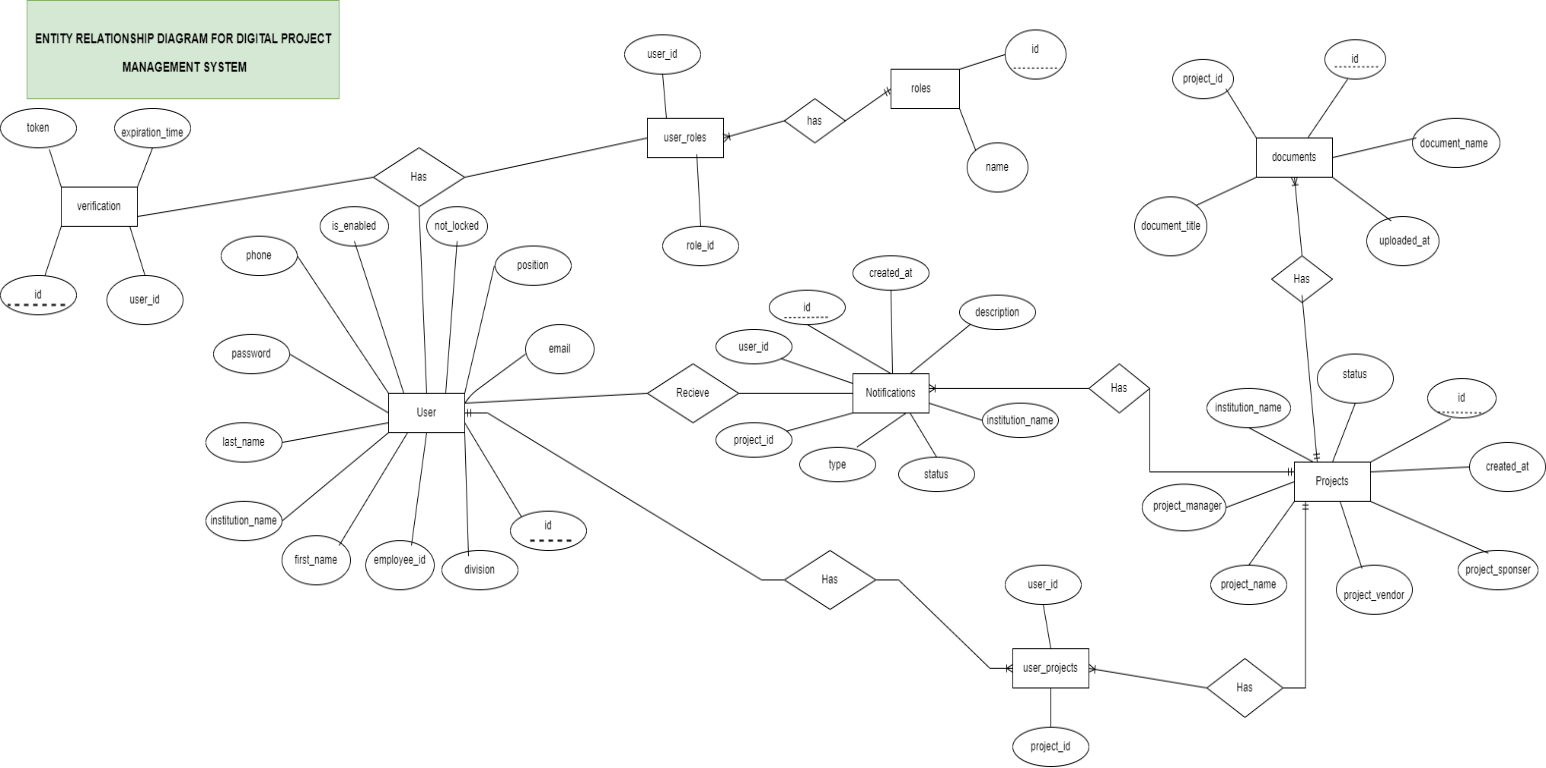 ENTITY RELATIONSHIP DIAGRAM FOR DIGITAL PROJECT
MANAGEMENT SYSTEM
token
expiration_time
verification
id
user_id
Has
user_id
user_roles
role_id
has
roles
id
name
project_id
id
documents
document_name
document_title
uploaded_at
Has
phone
is_enabled
not_locked
position
password
email
User
last_name
institution_name
first_name
employee_id
division
id
Recieve
created_at
id
description
user_id
Notifications
institution_name
project_id
type
status
Has
institution_name
status
id
created_at
Projects
project_manager
project_name
project_vendor
project_sponser
Has
user_id
user_projects
project_id
Has